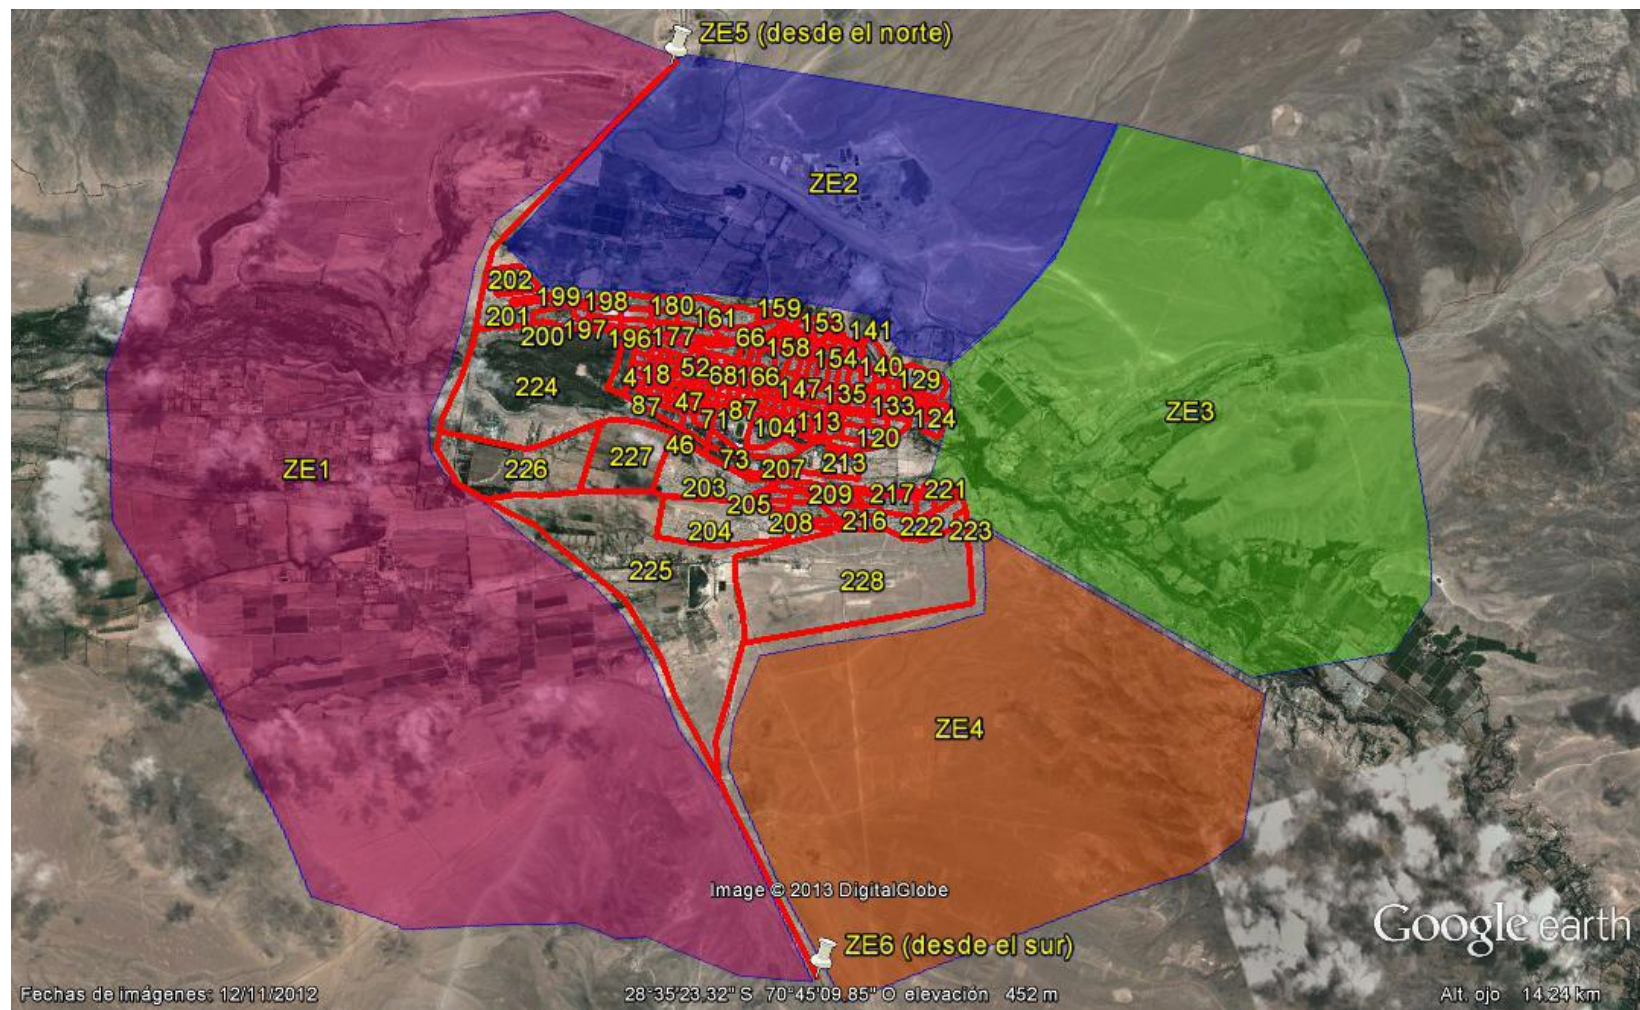 ZE5 (desde el norte)
ZE2
202
199 198 180 161 159 153 141
201 200 197 196 177 66 158 154 140 129
224 4 18 52 68 166 147 135 133 124
ZE3
87 47 71 87 104 113 120
ZE1
226 227 46 73 207 213
203 205 209 217 221
204 208 216 222 223
225 228
ZE4
Image © 2013 DigitalGlobe
Google earth
ZE6 (desde el sur)
Fechas de imágenes: 12/11/2012 28°35'23,32" S 70°45'09.85" O elevación 452 m Alt. ojo 14.24 km